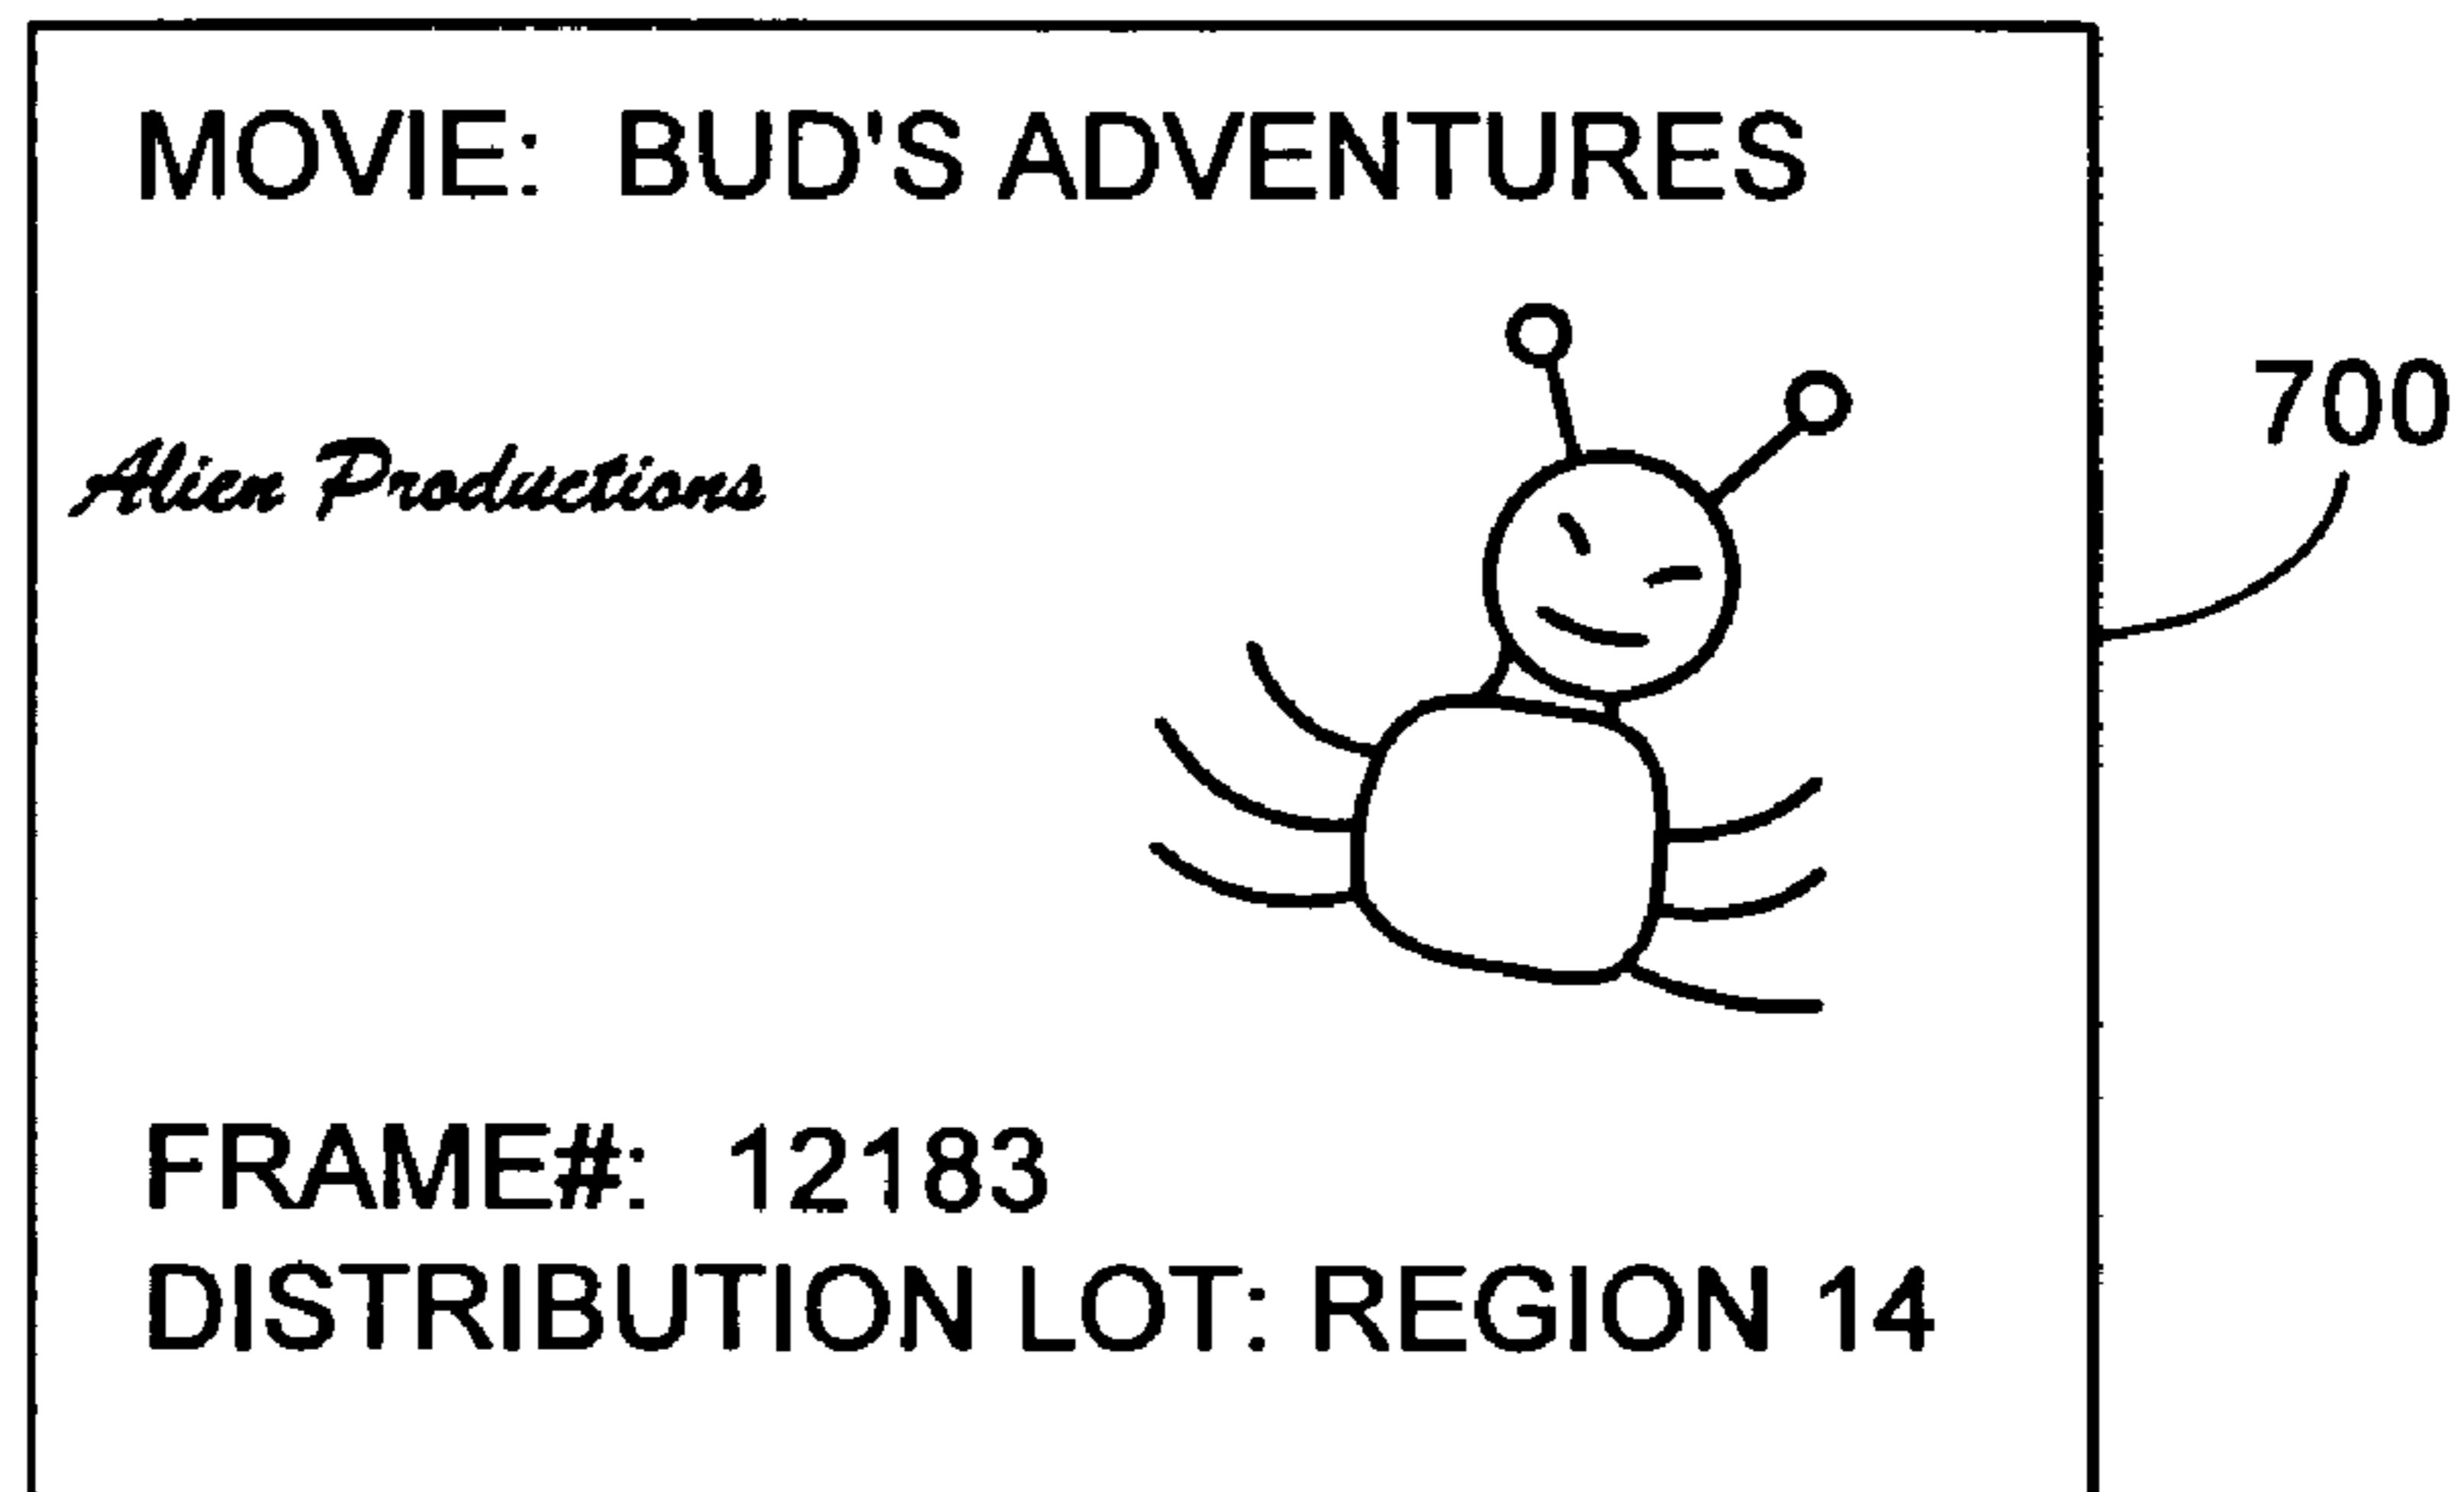 MOVIE: BUD'S ADVENTURES
700
Alien Productions
FRAME#: 12183
DISTRIBUTION LOT: REGION 14